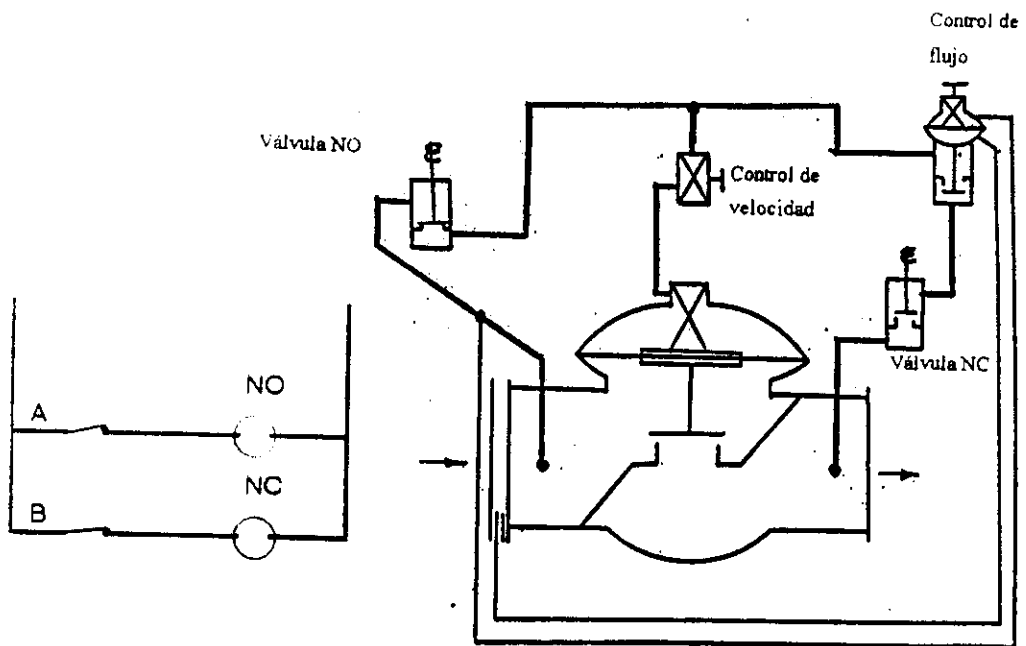 Control de
flujo
Válvula NO
Control de
velocidad
Válvula NC
A
NO
NC
B